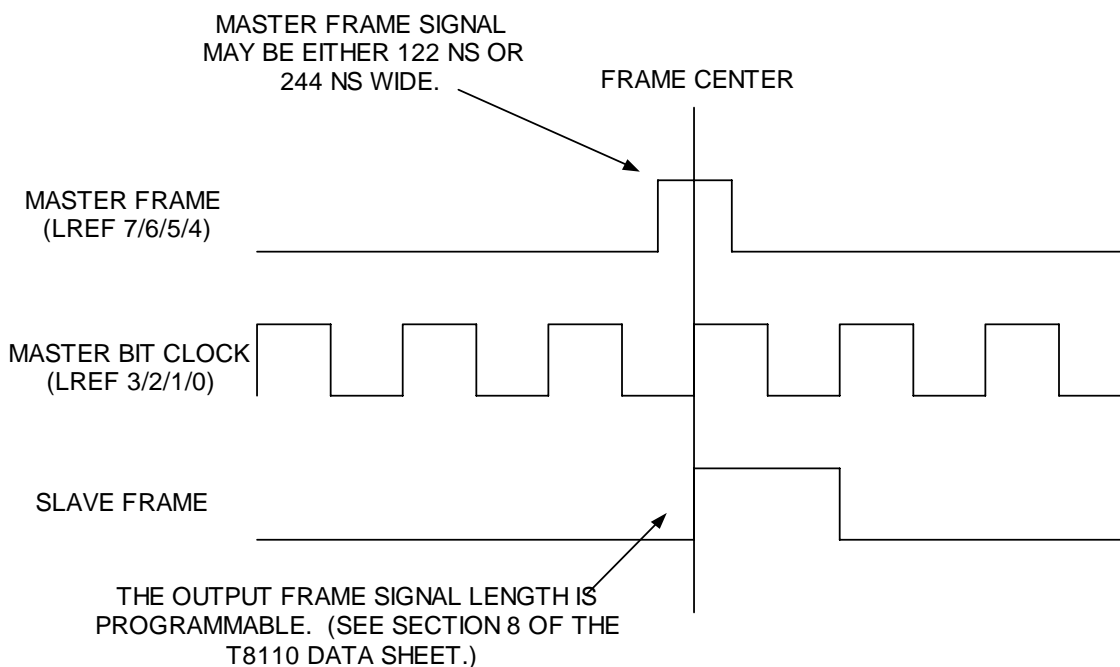 MASTER FRAME SIGNAL
MAY BE EITHER 122 NS OR
244 NS WIDE.
FRAME CENTER
MASTER FRAME
(LREF 7/6/5/4)
MASTER BIT CLOCK
(LREF 3/2/1/0)
SLAVE FRAME
THE OUTPUT FRAME SIGNAL LENGTH IS
PROGRAMMABLE. (SEE SECTION 8 OF THE
T8110 DATA SHEET.)